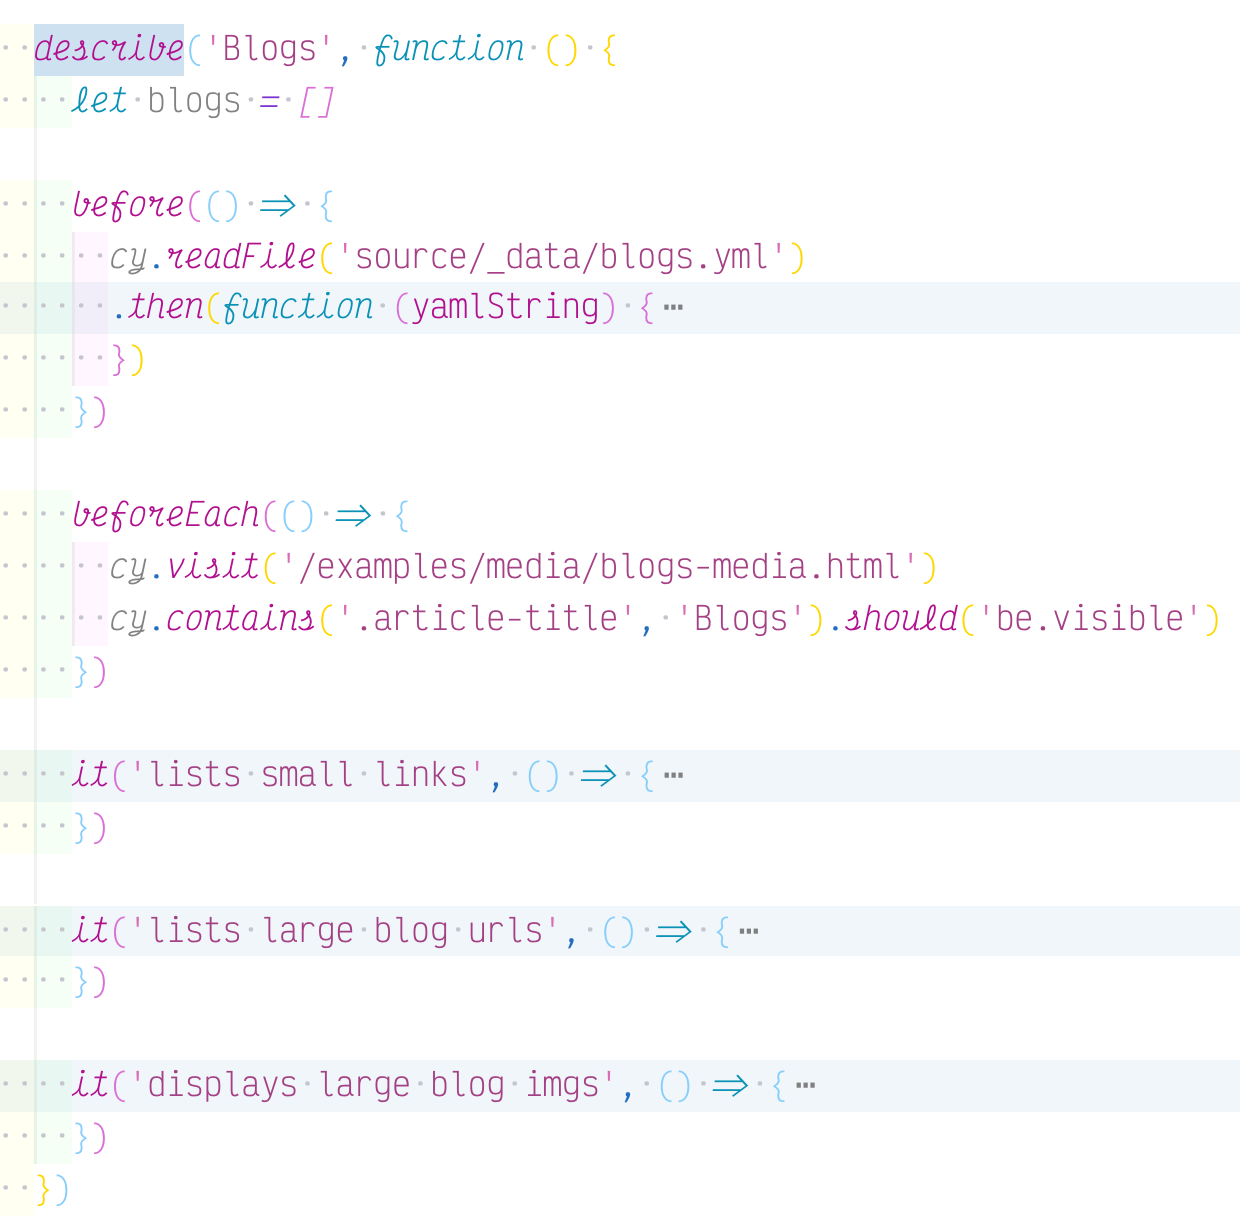 describe('Blogs', function () {
let blogs = []
before(() => {
cy.readFile('source/_data/blogs.yml')
.then(function (yamlString) {⋯
})
})
beforeEach(() => {
cy.visit('/examples/media/blogs-media.html')
cy.contains('.article-title', 'Blogs').should('be.visible')
})
it('lists small links', () => {⋯
})
it('lists large blog urls', () => {⋯
})
it('displays large blog imgs', () => {⋯
})
})